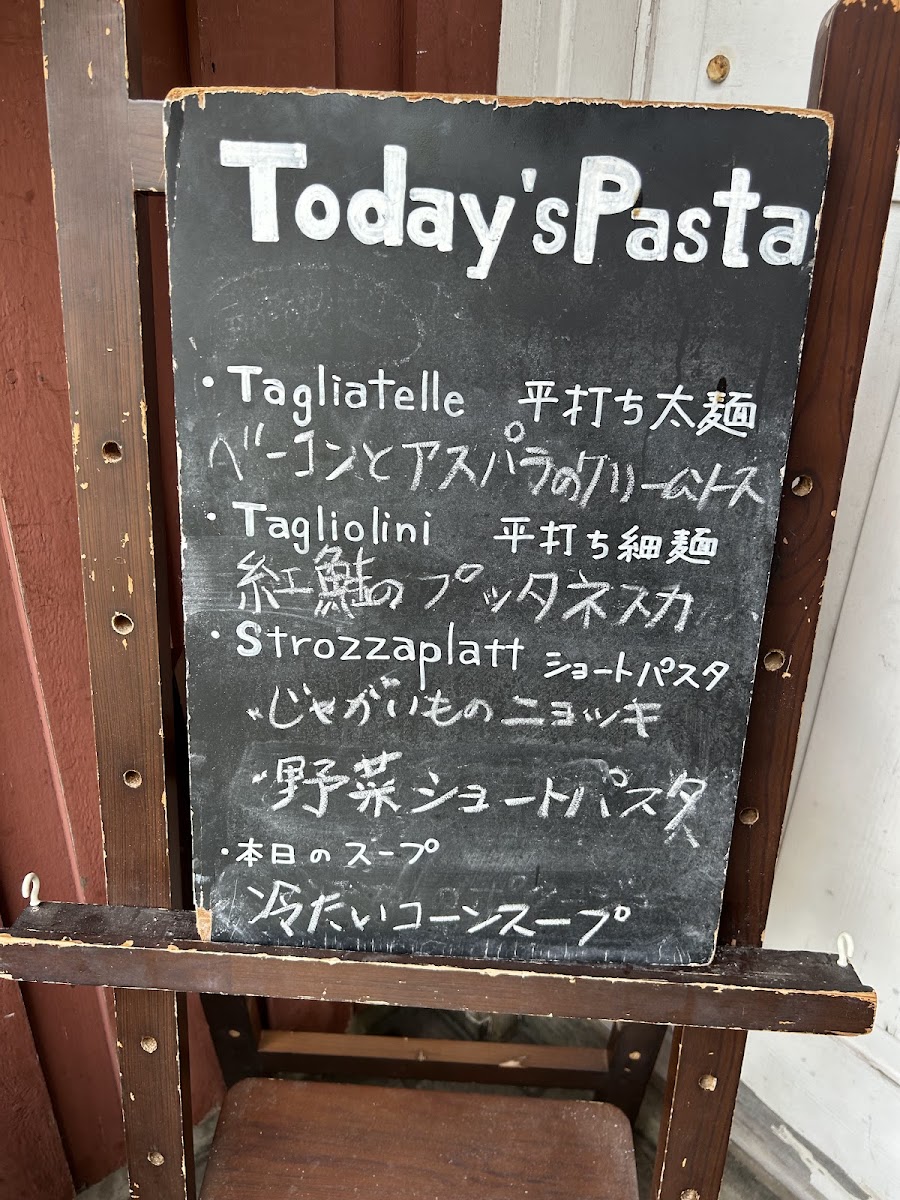 Today's Pasta
・Tagliatelle 平打ち太麺
ベーコンとアスパラのクリームソース
・Tagliolini 平打ち細麺
紅鮭のプッタネスカ
・Strozzaplatt ショートパスタ
・じゃがいものニョッキ
・野菜ショートパスタ
・本日のスープ
冷たいコーンスープ